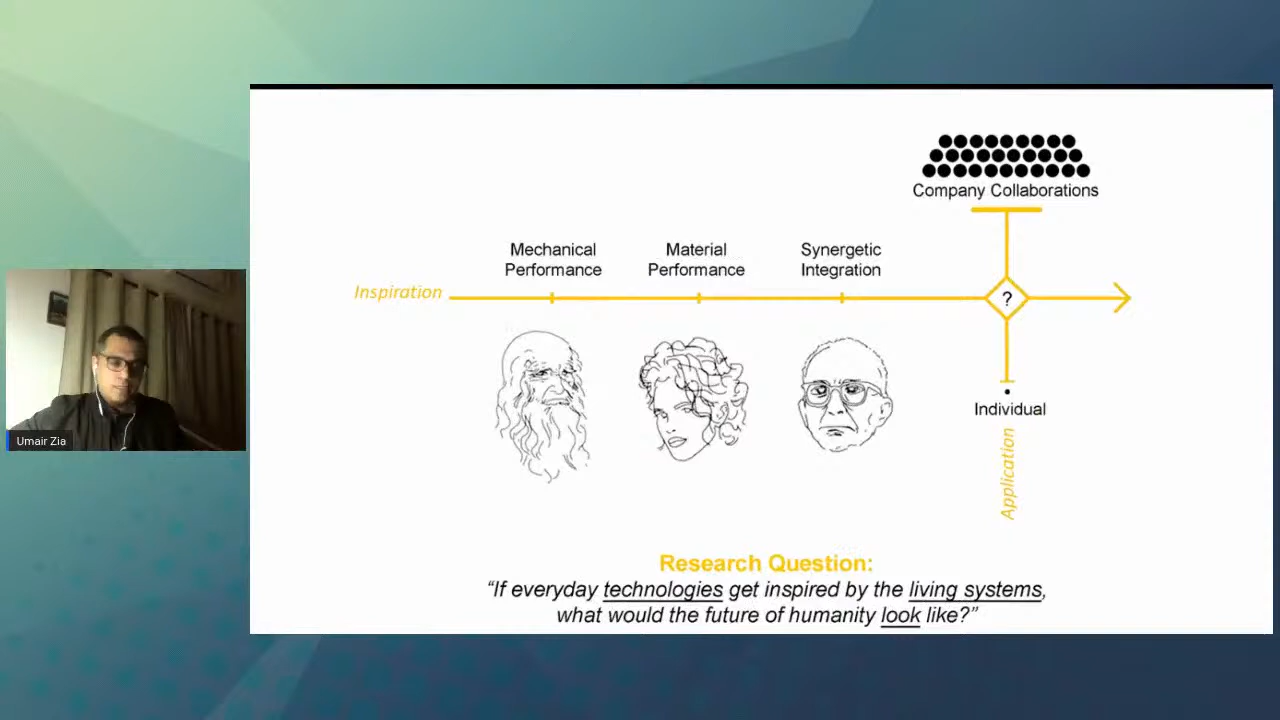 Company Collaborations
Mechanical
Performance
Material
Performance
Synergetic
Integration
Inspiration
?
Individual
Application
Umair Zia
Research Question:
“If everyday technologies get inspired by the living systems,
what would the future of humanity look like?”